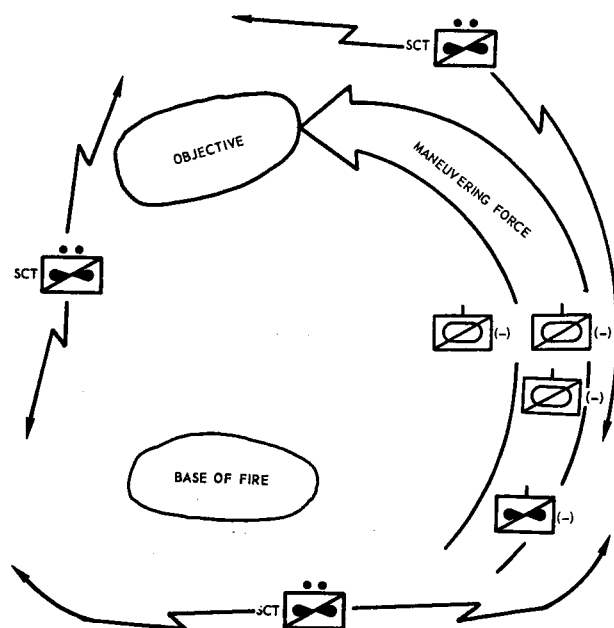 SCT
OBJECTIVE
MANEUVERING FORCE
SCT
(-)
(-)
(-)
BASE OF FIRE
(-)
SCT